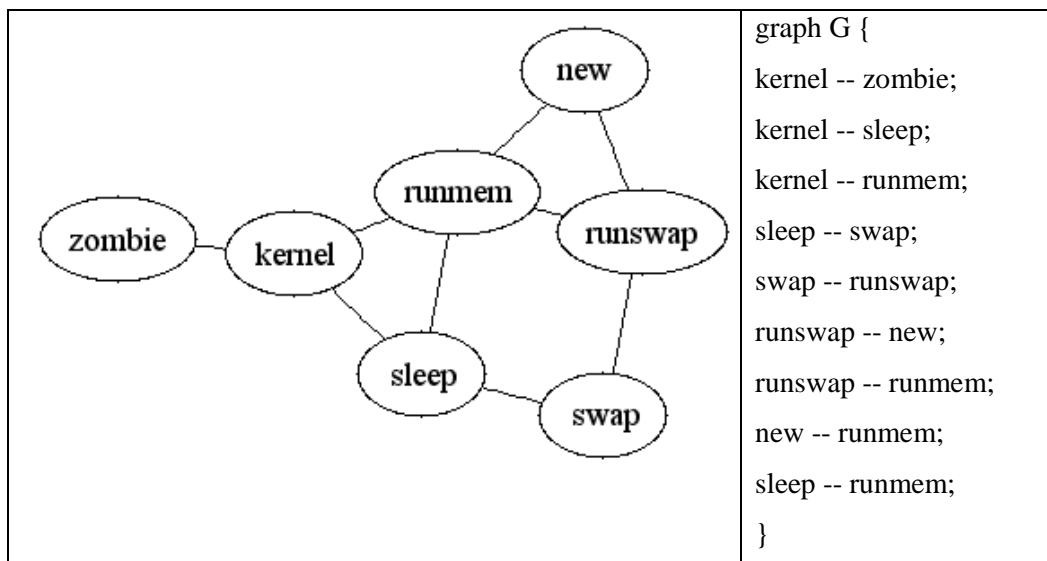 new
runmem
runswap
zombie
kernel
sleep
swap
graph G {
kernel -- zombie;
kernel -- sleep;
kernel -- runmem;
sleep -- swap;
swap -- runswap;
runswap -- new;
runswap -- runmem;
new -- runmem;
sleep -- runmem;
}